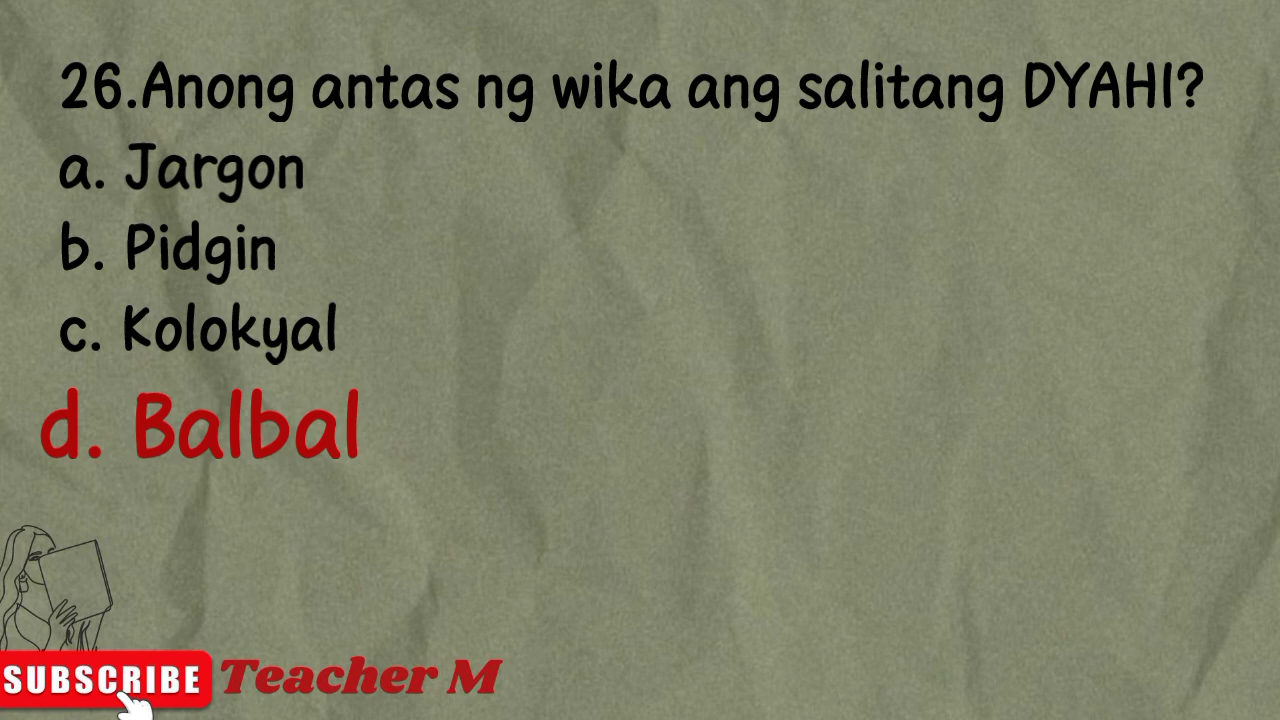 26.Anong antas ng wika ang salitang DYAHI?
a. Jargon
b. Pidgin
c. Kolokyal
d. Balbal
SUBSCRIBE Teacher M